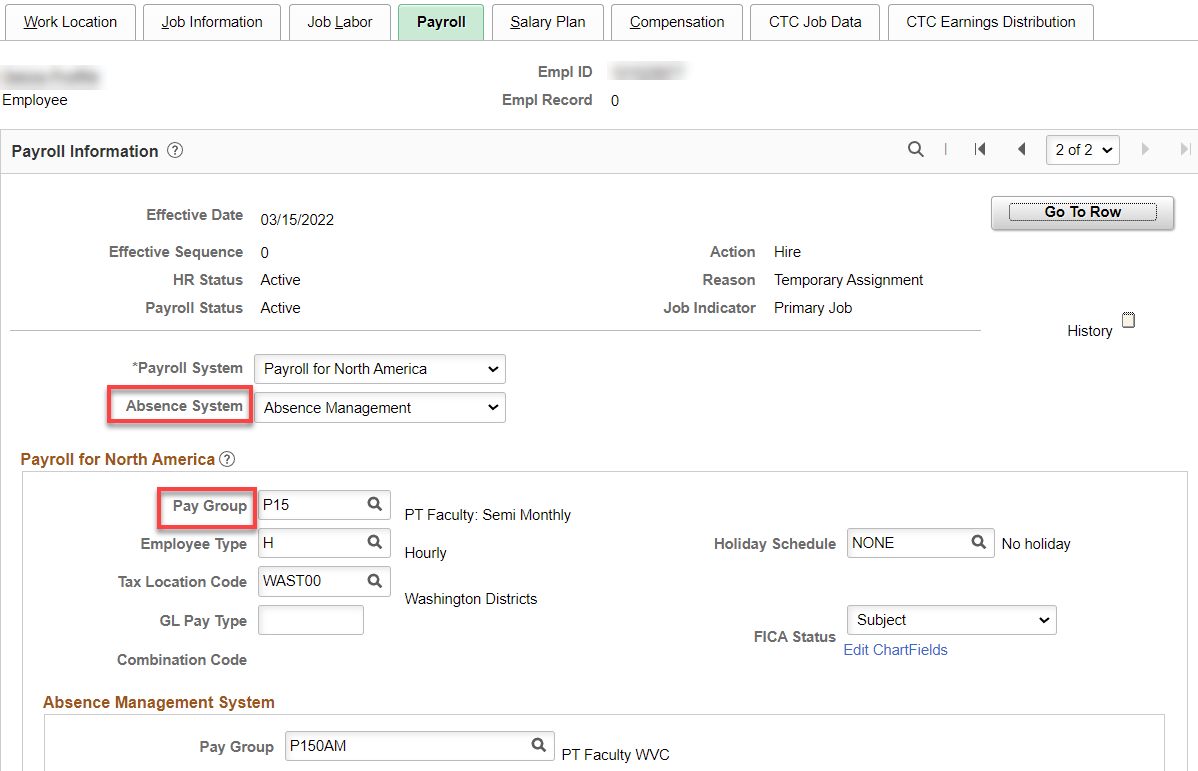 Work Location Job Information Job Labor Payroll Salary Plan Compensation CTC Job Data CTC Earnings Distribution
Empl ID
Employee Empl Record 0
Payroll Information ? 2 of 2
Effective Date 03/15/2022 Go To Row
Effective Sequence 0 Action Hire
HR Status Active Reason Temporary Assignment
Payroll Status Active Job Indicator Primary Job
History
*Payroll System Payroll for North America
Absence System Absence Management
Payroll for North America ?
Pay Group P15 PT Faculty: Semi Monthly
Employee Type H Hourly Holiday Schedule NONE No holiday
Tax Location Code WAST00 Washington Districts
GL Pay Type Subject
FICA Status
Edit ChartFields
Combination Code
Absence Management System
Pay Group P150AM PT Faculty WVC